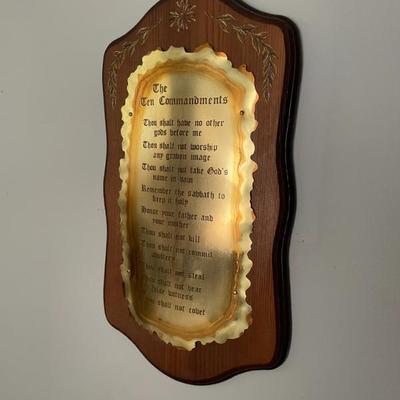 The
Ten Commandments
Thou shalt have no other
gods before me
Thou shalt not worship
any graven image
Thou shalt not take God's
name in vain
Remember the sabbath to
keep it holy
Honor your father and
your mother
Thou shalt not kill
Thou shalt not commit
adultery
Thou shalt not steal
Thou shalt not bear
false witness
Thou shalt not covet